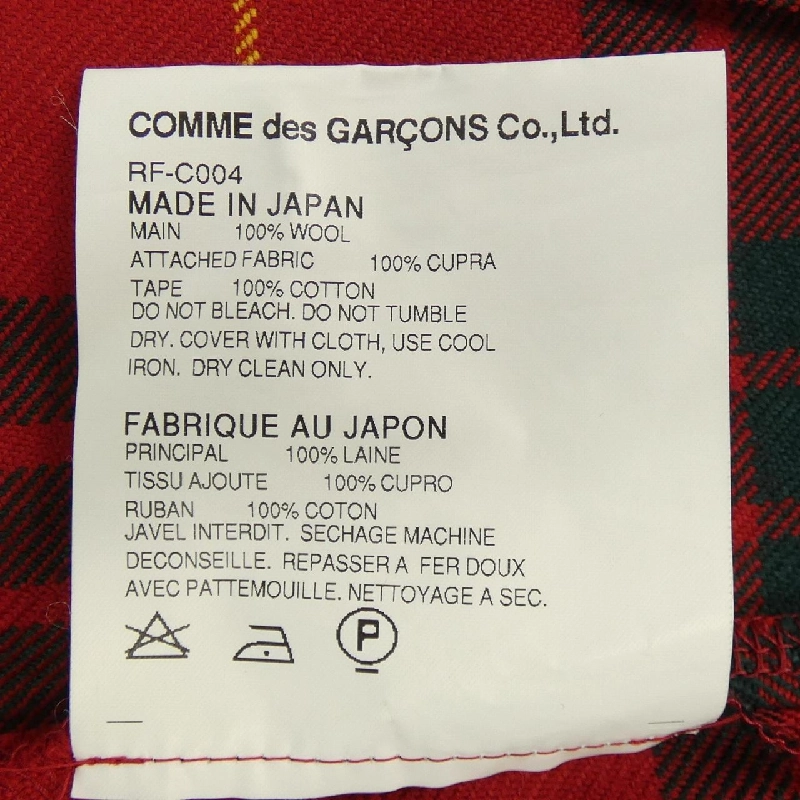 COMME des GARÇONS Co.,Ltd.
RF-C004
MADE IN JAPAN
MAIN 100% WOOL
ATTACHED FABRIC 100% CUPRA
TAPE 100% COTTON
DO NOT BLEACH. DO NOT TUMBLE
DRY. COVER WITH CLOTH, USE COOL
IRON. DRY CLEAN ONLY.
FABRIQUE AU JAPON
PRINCIPAL 100% LAINE
TISSU AJOUTE 100% CUPRO
RUBAN 100% COTON
JAVEL INTERDIT. SECHAGE MACHINE
DECONSEILLE. REPASSER A FER DOUX
AVEC PATTEMOUILLE. NETTOYAGE A SEC.
P